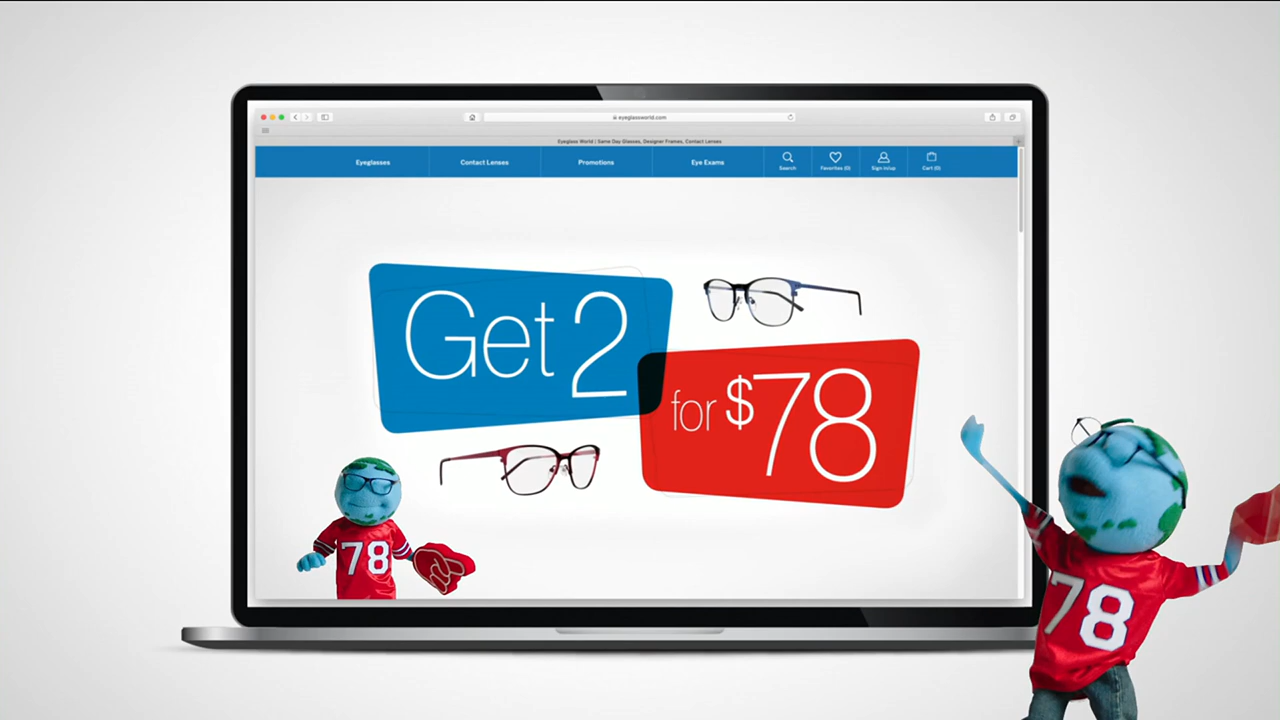 eyeglassworld.com
Eyeglass World | Same Day Glasses, Designer Frames, Contact Lenses
Eyeglasses
Contact Lenses
Promotions
Eye Exams
Search
Favorites (0)
Sign in/up
Cart (0)
Get 2
for $78
78
78